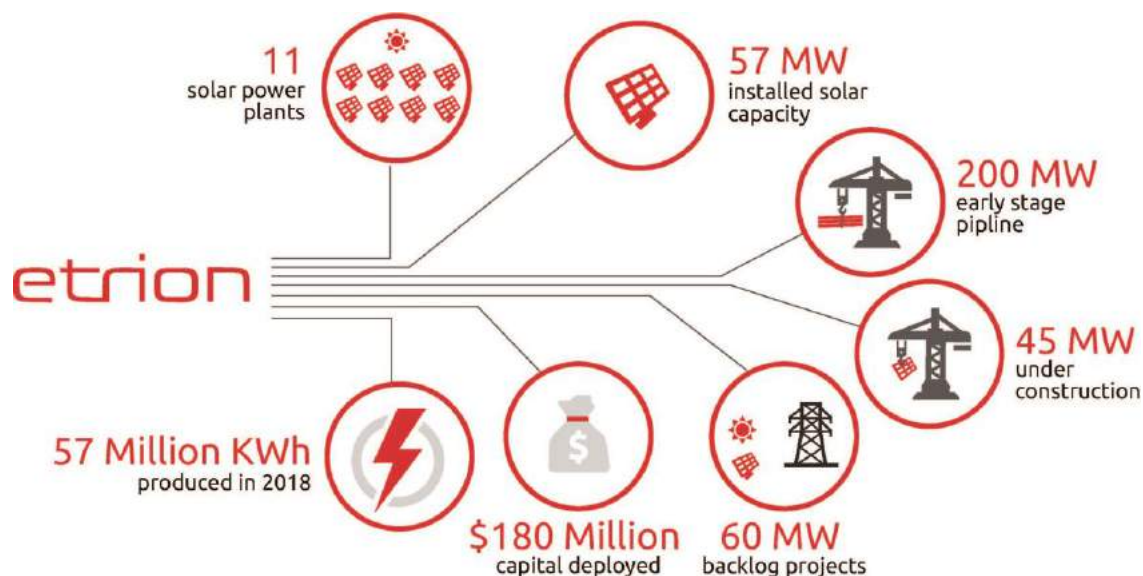 11
solar power
plants
57 MW
installed solar
capacity
200 MW
early stage
pipline
etrion
45 MW
under
construction
57 Million KWh
produced in 2018
$
$180 Million
capital deployed
60 MW
backlog projects